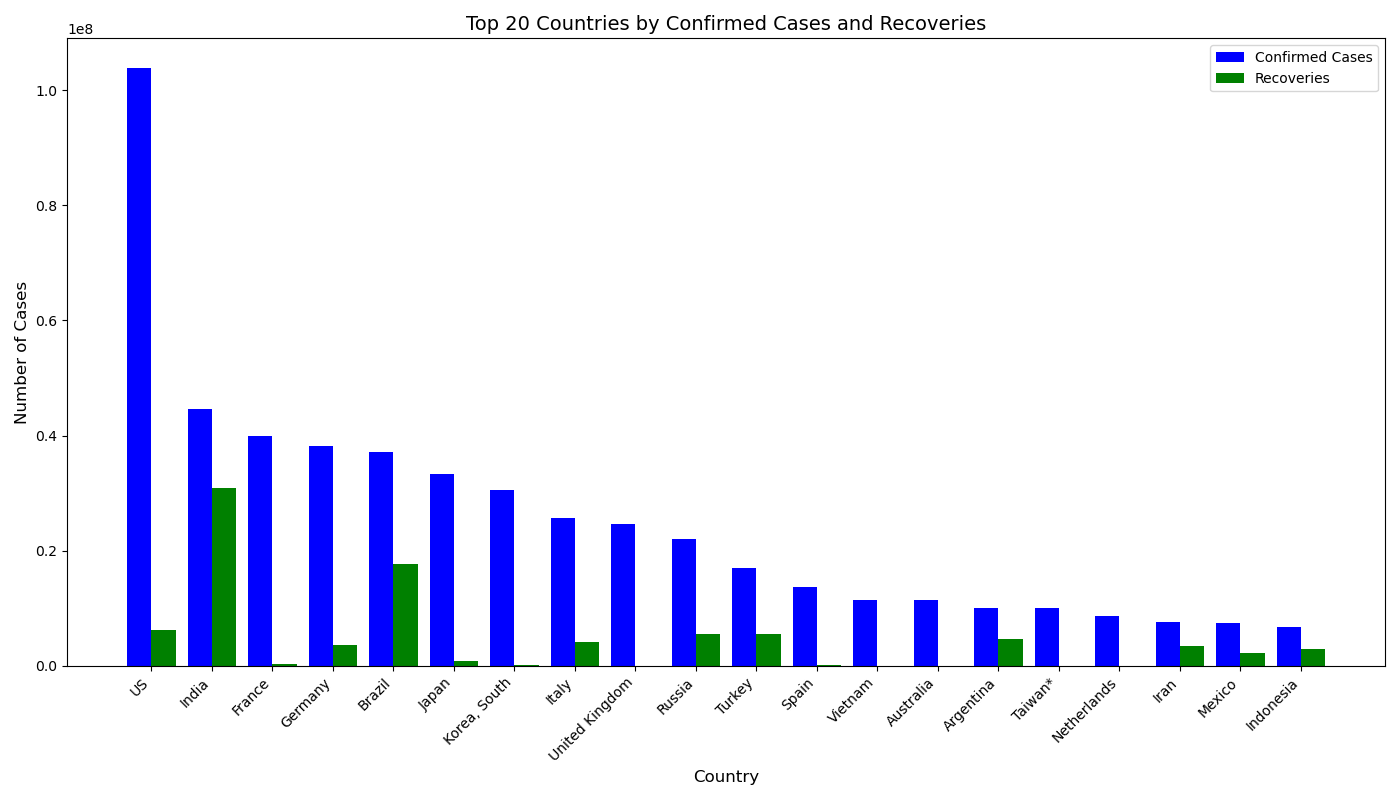 Top 20 Countries by Confirmed Cases and Recoveries
1e8
Confirmed Cases
Recoveries
1.0
0.8
0.6
0.4
0.2
0.0
Number of Cases
US
India
France
Germany
Brazil
Japan
Korea, South
Italy
United Kingdom
Russia
Turkey
Spain
Vietnam
Australia
Argentina
Taiwan*
Netherlands
Iran
Mexico
Indonesia
Country